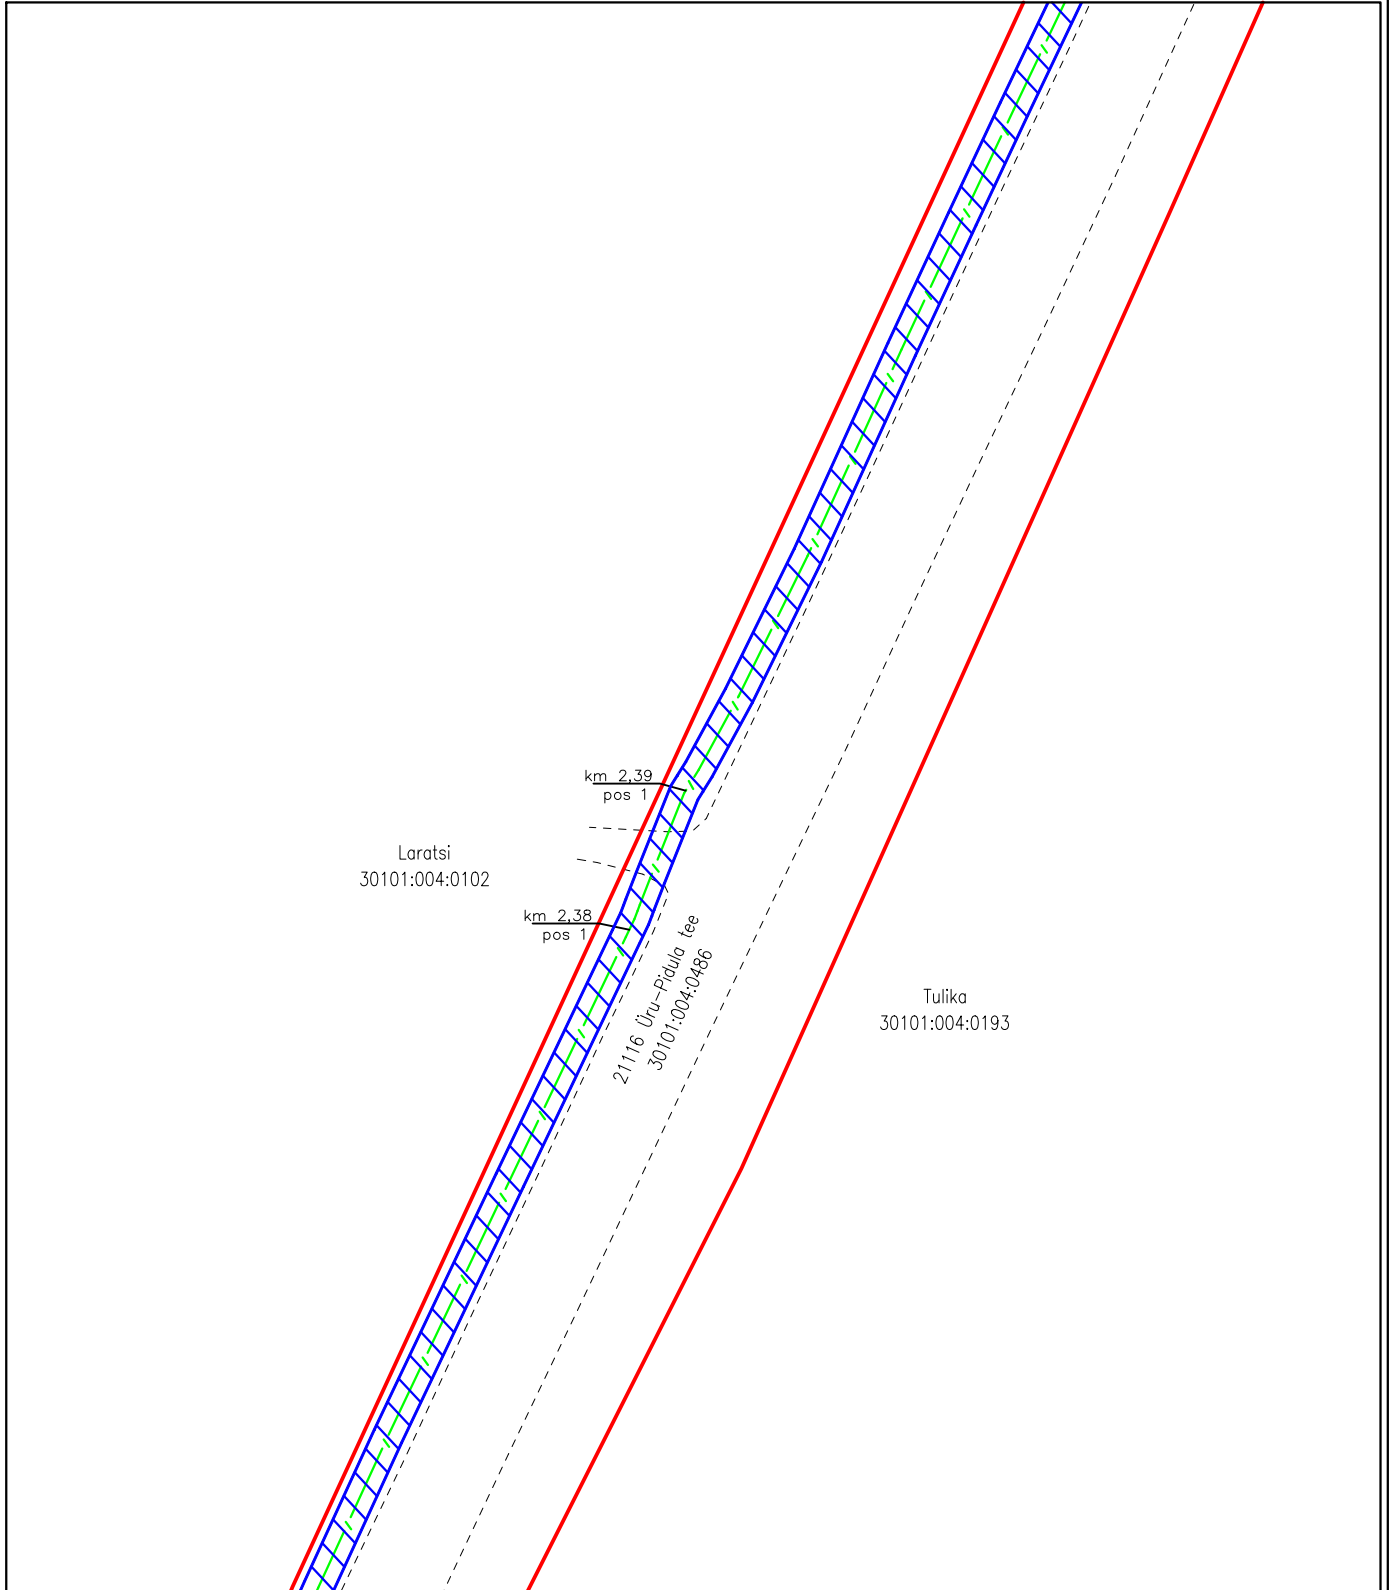 km 2,39
pos 1
Laratsi
30101:004:0102
km 2,38
pos 1
21116 Üru-Pidula tee
30101:004:0486
Tulika
30101:004:0193